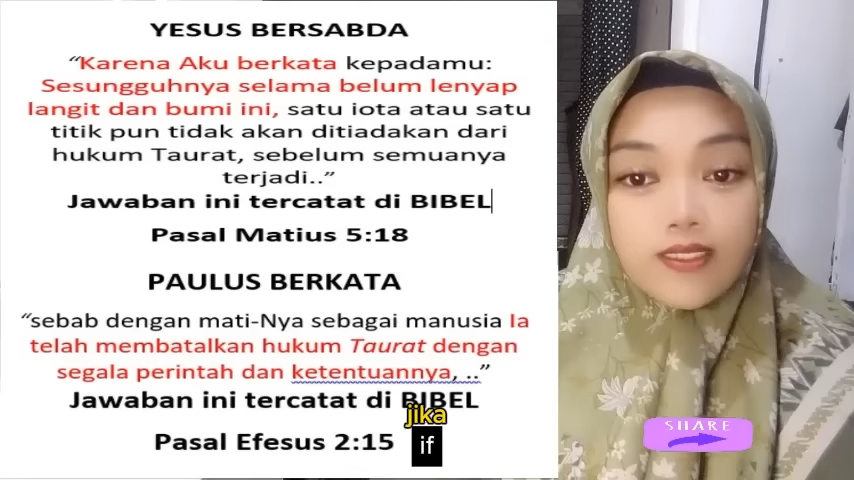 YESUS BERSABDA
“Karena Aku berkata kepadamu:
Sesungguhnya selama belum lenyap
langit dan bumi ini, satu iota atau satu
titik pun tidak akan ditiadakan dari
hukum Taurat, sebelum semuanya
terjadi..”
Jawaban ini tercatat di BIBEL
Pasal Matius 5:18
PAULUS BERKATA
“sebab dengan mati-Nya sebagai manusia Ia
telah membatalkan hukum Taurat dengan
segala perintah dan ketentuannya, ..”
Jawaban ini tercatat di BIBEL
Pasal Efesus 2:15
jika
if
SHARE